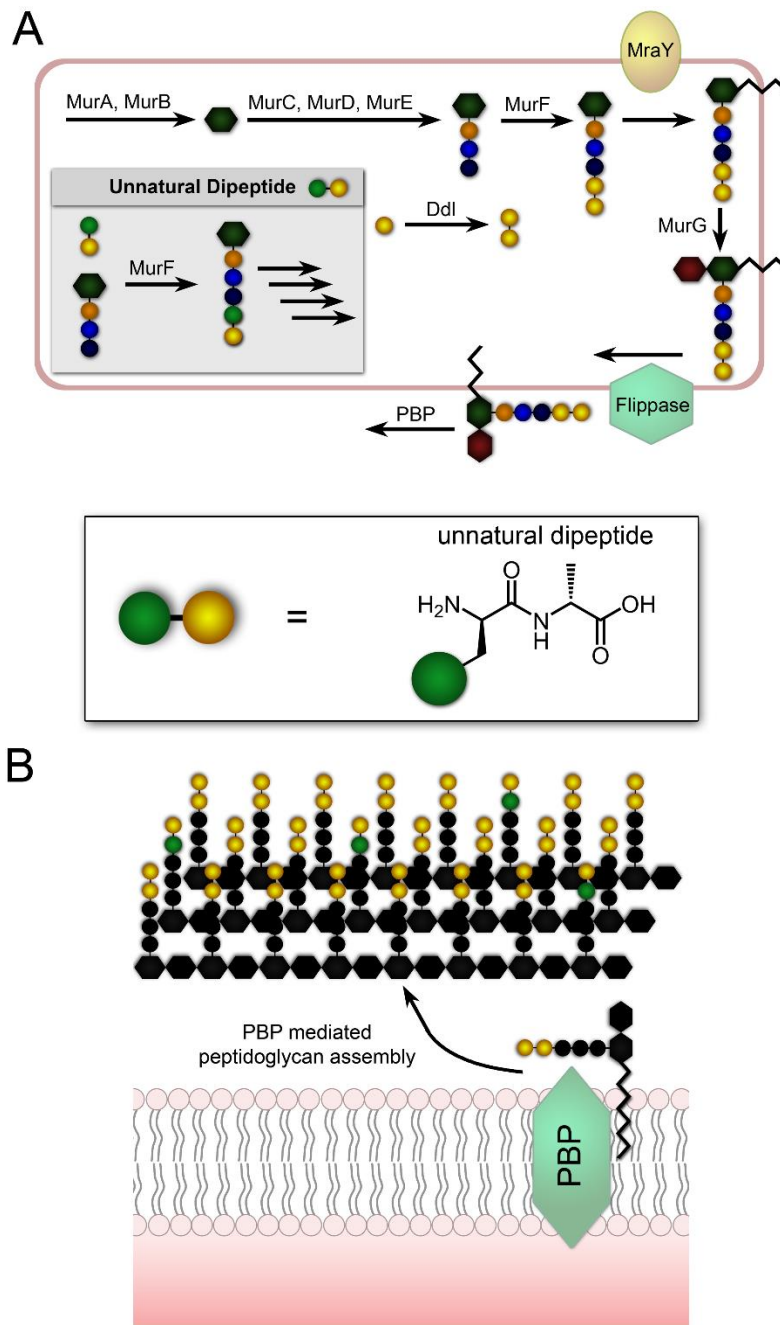 A
MraY
MurA, MurB
MurC, MurD, MurE
MurF
Unnatural Dipeptide
Ddl
MurG
MurF
Flippase
PBP
unnatural dipeptide
=
O
H₂N
N
H
OH
O
B
PBP mediated
peptidoglycan assembly
PBP